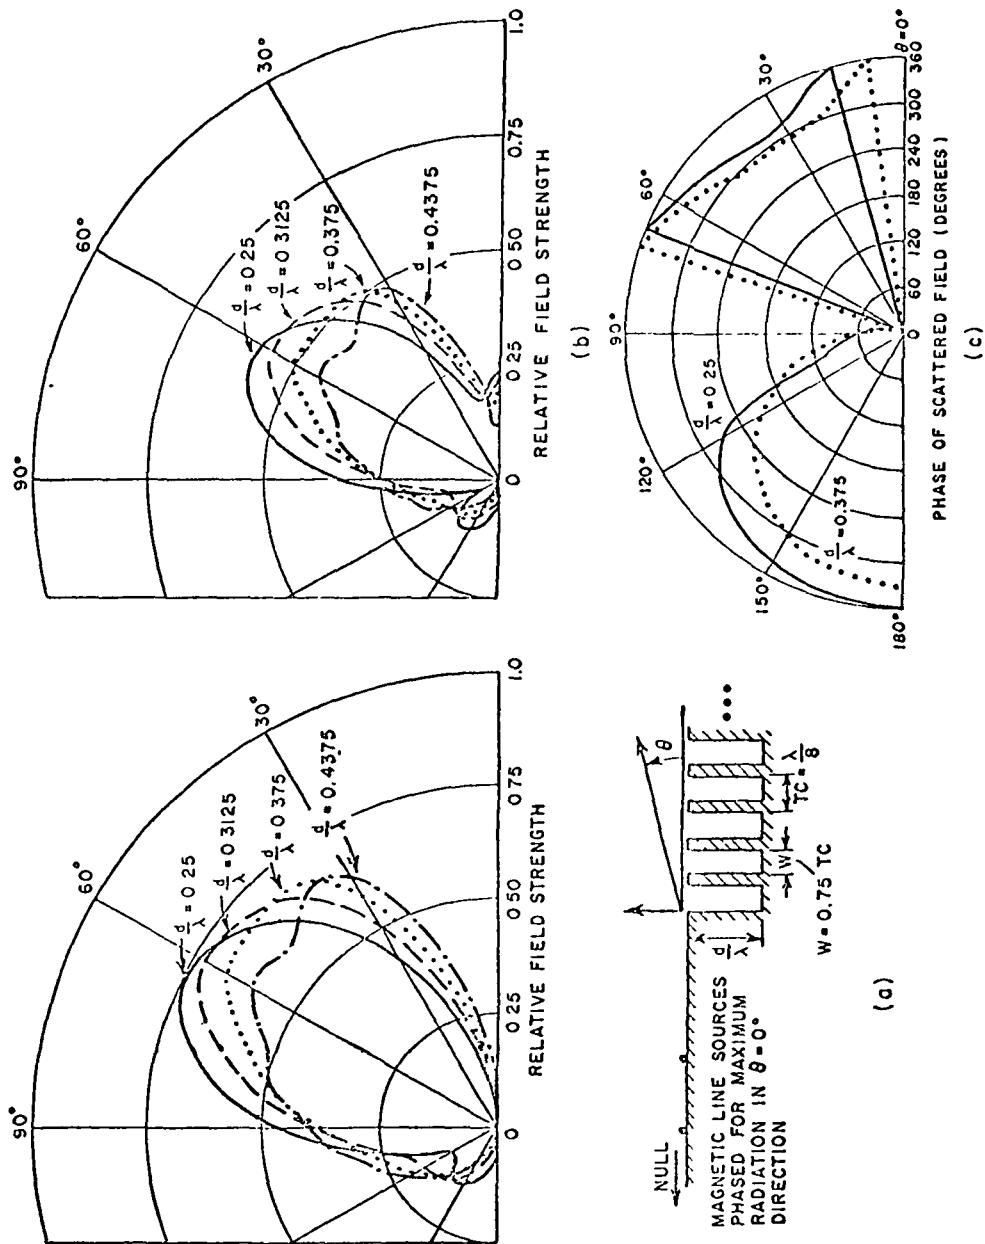 90°
60°
30°
d/λ = 0 25
d/λ = 0 3125
d/λ = 0 375
d/λ = 0.4375
0
0 25
0 50
0.75
1.0
RELATIVE FIELD STRENGTH
90°
60°
30°
d/λ = 0.25
d/λ = 0.3125
d/λ = 0.375
d/λ = 0.4375
0
0 25
0 50
0.75
1.0
RELATIVE FIELD STRENGTH
(b)
NULL
MAGNETIC LINE SOURCES
PHASED FOR MAXIMUM
RADIATION IN θ=0°
DIRECTION
θ
d/λ
W
TC = λ/8
W = 0.75 TC
(a)
90°
60°
30°
120°
150°
180°
θ=0°
d/λ = 0 25
d/λ = 0.375
0
60
120
180
240
300
360
PHASE OF SCATTERED FIELD (DEGREES)
(c)